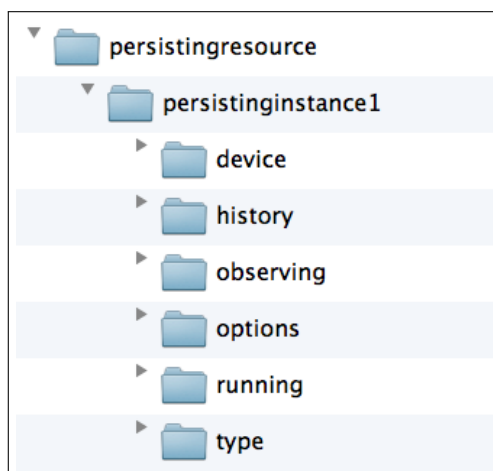 persistingresource
persistinginstance1
device
history
observing
options
running
type